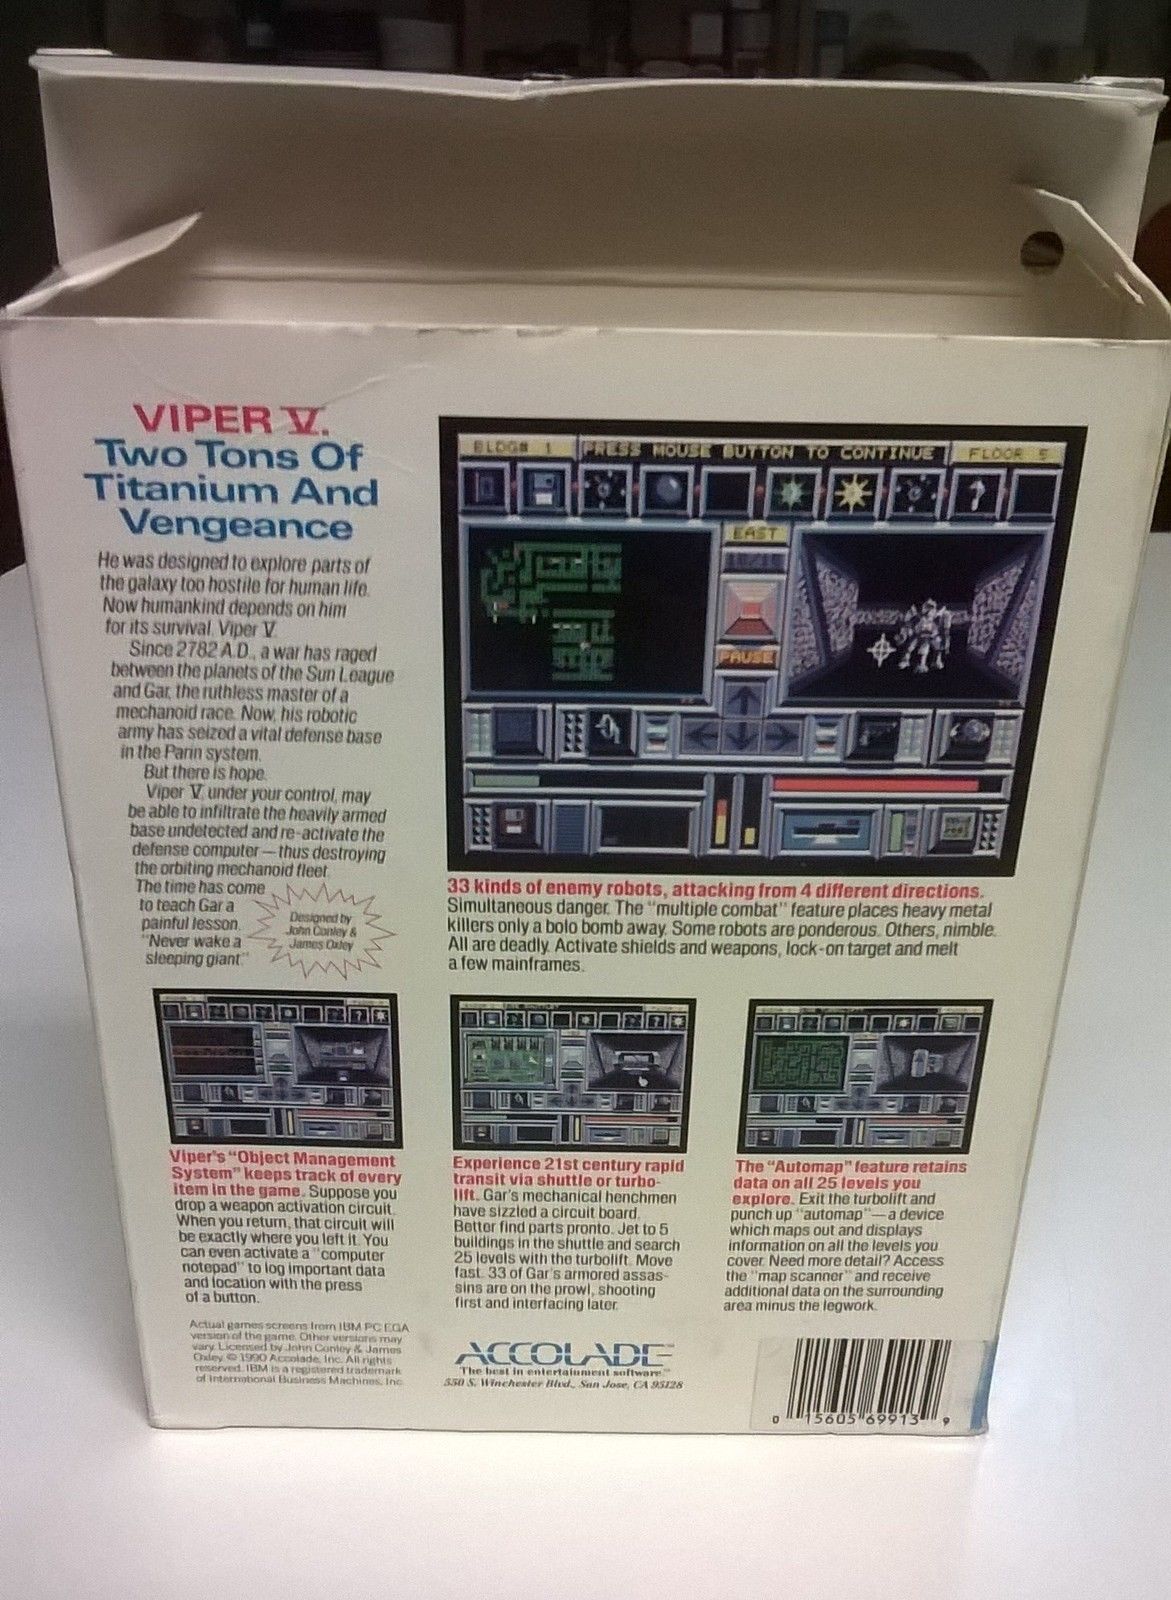 VIPER V.
Two Tons Of
Titanium And
Vengeance
He was designed to explore parts of
the galaxy too hostile for human life.
Now humankind depends on him
for its survival. Viper V.
Since 2782 A.D., a war has raged
between the planets of the Sun League
and Gar, the ruthless master of a
mechanoid race. Now, his robotic
army has seized a vital defense base
in the Parin system.
But there is hope.
Viper V, under your control, may
be able to infiltrate the heavily armed
base undetected and re-activate the
defense computer — thus destroying
the orbiting mechanoid fleet.
The time has come
to teach Gar a
painful lesson.
"Never wake a
sleeping giant."
Designed by
John Conley &
James Oxley
BLDG# 1
PRESS MOUSE BUTTON TO CONTINUE
FLOOR 5
EAST
PAUSE
33 kinds of enemy robots, attacking from 4 different directions.
Simultaneous danger. The "multiple combat" feature places heavy metal
killers only a bolo bomb away. Some robots are ponderous. Others, nimble.
All are deadly. Activate shields and weapons, lock-on target and melt
a few mainframes.
Viper's "Object Management
System" keeps track of every
item in the game. Suppose you
drop a weapon activation circuit.
When you return, that circuit will
be exactly where you left it. You
can even activate a "computer
notepad" to log important data
and location with the press
of a button.
Experience 21st century rapid
transit via shuttle or turbo-
lift. Gar's mechanical henchmen
have sizzled a circuit board.
Better find parts pronto. Jet to 5
buildings in the shuttle and search
25 levels with the turbolift. Move
fast. 33 of Gar's armored assas-
sins are on the prowl, shooting
first and interfacing later.
The "Automap" feature retains
data on all 25 levels you
explore. Exit the turbolift and
punch up "automap" — a device
which maps out and displays
information on all the levels you
cover. Need more detail? Access
the "map scanner" and receive
additional data on the surrounding
area minus the legwork.
Actual games screens from IBM PC EGA
version of the game. Other versions may
vary. Licensed by John Conley & James
Oxley. © 1990 Accolade, Inc. All rights
reserved. IBM is a registered trademark
of International Business Machines, Inc.
ACCOLADE™
The best in entertainment software.™
550 S. Winchester Blvd., San Jose, CA 95128
0 15605 69913 9